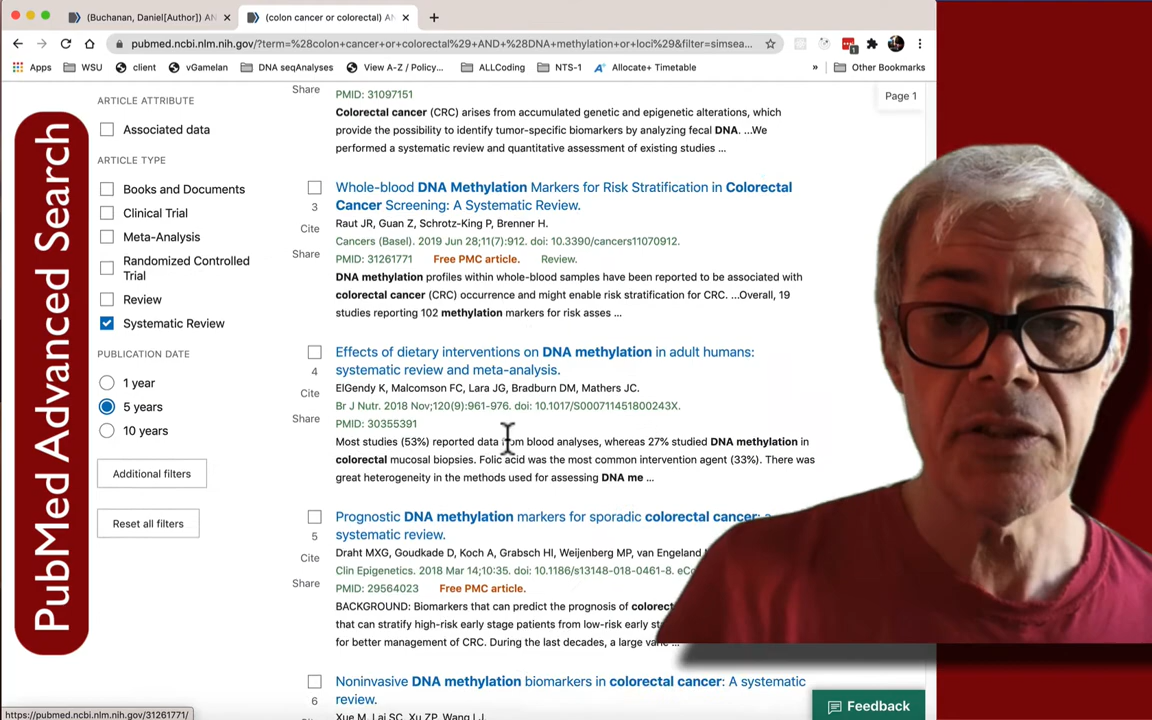 (Buchanan, Daniel[Author]) AN
(colon cancer or colorectal) AN
pubmed.ncbi.nlm.nih.gov/?term=%28colon+cancer+or+colorectal%29+AND+%28DNA+methylation+or+loci%29&filter=simsea...
Apps
WSU
client
vGamelan
DNA seqAnalyses
View A-Z / Policy...
ALLCoding
NTS-1
Allocate+ Timetable
»
Other Bookmarks
PubMed Advanced Search
ARTICLE ATTRIBUTE
Associated data
ARTICLE TYPE
Books and Documents
Clinical Trial
Meta-Analysis
Randomized Controlled
Trial
Review
Systematic Review
PUBLICATION DATE
1 year
5 years
10 years
Additional filters
Reset all filters
Page 1
Share
PMID: 31097151
Colorectal cancer (CRC) arises from accumulated genetic and epigenetic alterations, which
provide the possibility to identify tumor-specific biomarkers by analyzing fecal DNA. ...We
performed a systematic review and quantitative assessment of existing studies ...
3
Cite
Share
Whole-blood DNA Methylation Markers for Risk Stratification in Colorectal
Cancer Screening: A Systematic Review.
Raut JR, Guan Z, Schrotz-King P, Brenner H.
Cancers (Basel). 2019 Jun 28;11(7):912. doi: 10.3390/cancers11070912.
PMID: 31261771 Free PMC article. Review.
DNA methylation profiles within whole-blood samples have been reported to be associated with
colorectal cancer (CRC) occurrence and might enable risk stratification for CRC. ...Overall, 19
studies reporting 102 methylation markers for risk asses ...
4
Cite
Share
Effects of dietary interventions on DNA methylation in adult humans:
systematic review and meta-analysis.
ElGendy K, Malcomson FC, Lara JG, Bradburn DM, Mathers JC.
Br J Nutr. 2018 Nov;120(9):961-976. doi: 10.1017/S000711451800243X.
PMID: 30355391
Most studies (53%) reported data from blood analyses, whereas 27% studied DNA methylation in
colorectal mucosal biopsies. Folic acid was the most common intervention agent (33%). There was
great heterogeneity in the methods used for assessing DNA me ...
5
Cite
Share
Prognostic DNA methylation markers for sporadic colorectal cancer: a
systematic review.
Draht MXG, Goudkade D, Koch A, Grabsch HI, Weijenberg MP, van Engeland
Clin Epigenetics. 2018 Mar 14;10:35. doi: 10.1186/s13148-018-0461-8.
PMID: 29564023 Free PMC article.
BACKGROUND: Biomarkers that can predict the prognosis of
that can stratify high-risk early stage patients from low-risk early
for better management of CRC. During the last decades, a large
6
Noninvasive DNA methylation biomarkers in colorectal cancer: A systematic
review.
Xue M, Lai SC, Xu ZP, Wang LJ.
Feedback
https://pubmed.ncbi.nlm.nih.gov/31261771/